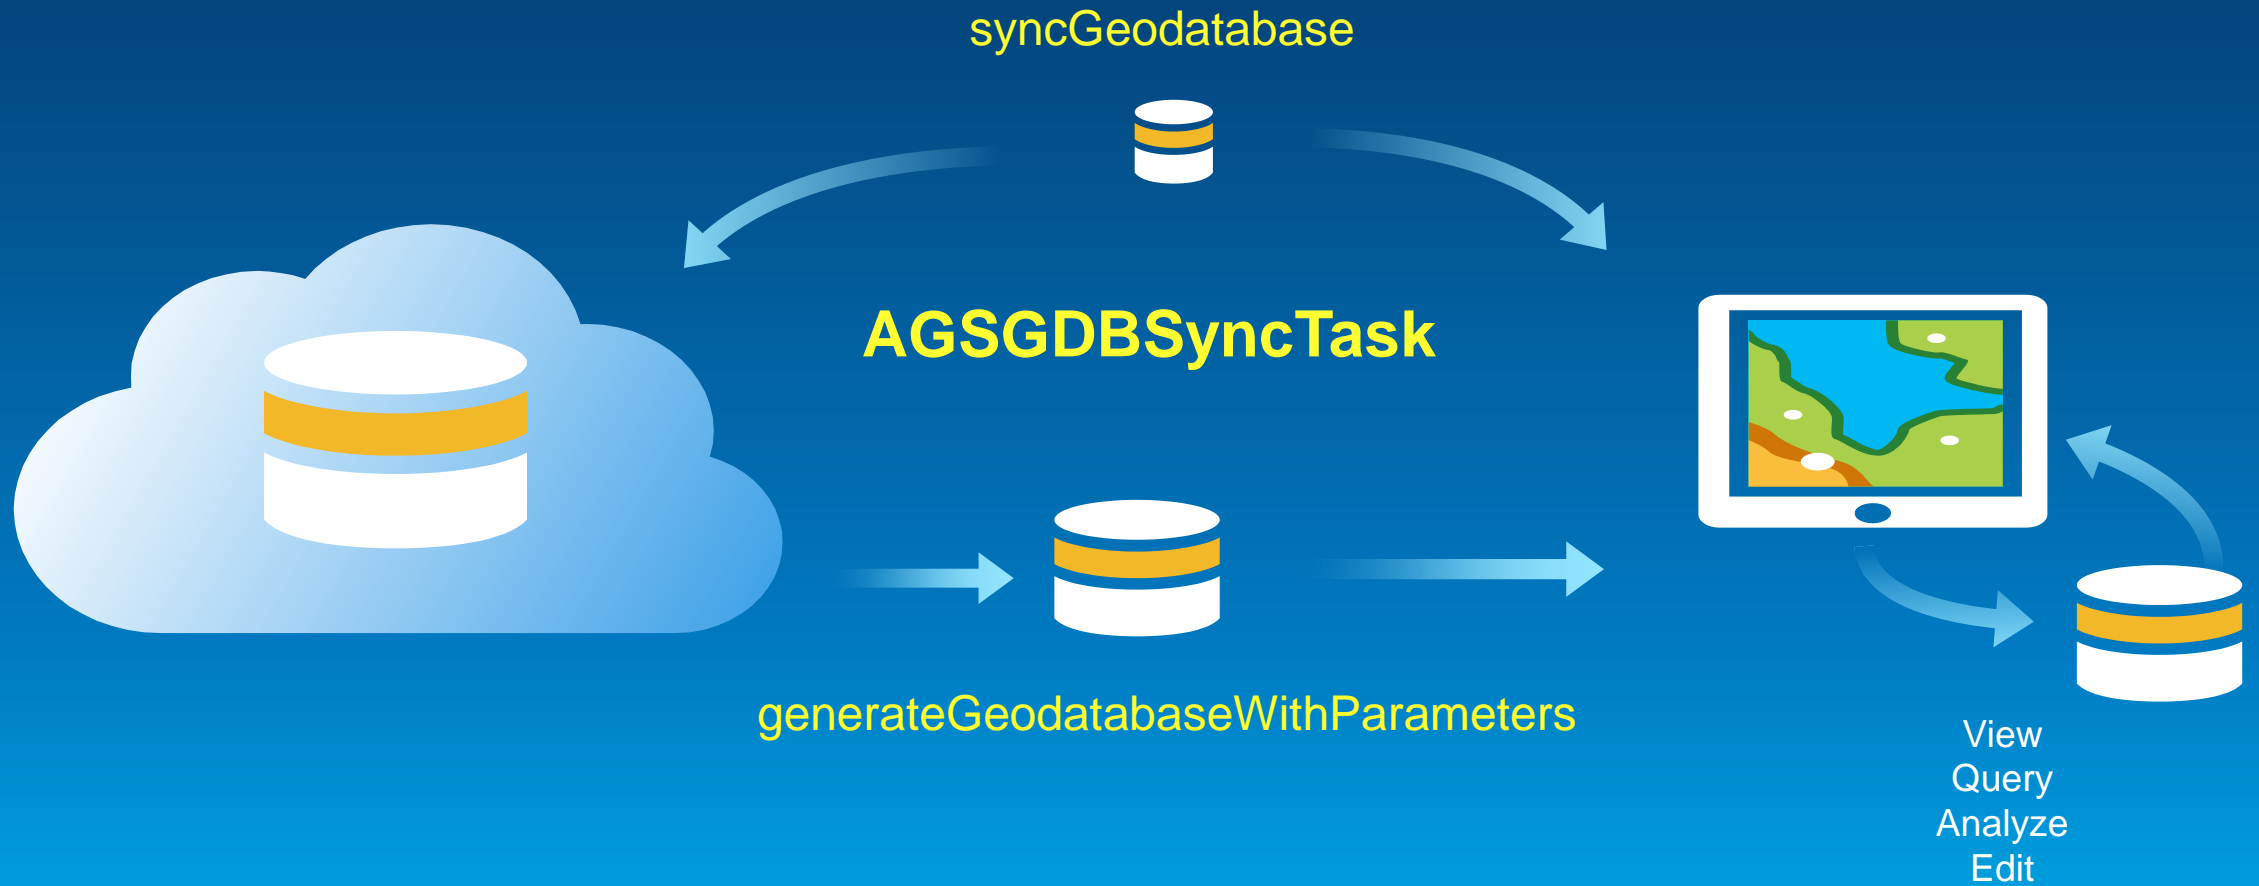 syncGeodatabase
AGSGDBSyncTask
generateGeodatabaseWithParameters
View
Query
Analyze
Edit